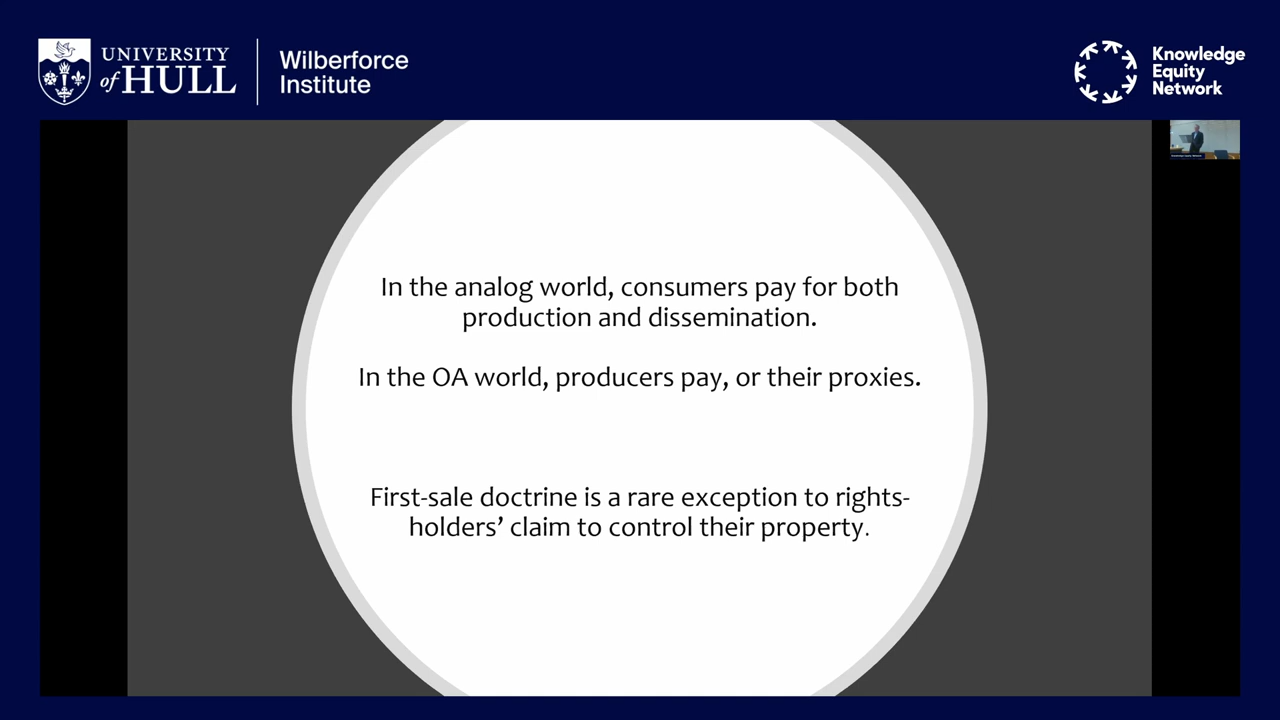 UNIVERSITY
of HULL
Wilberforce
Institute
Knowledge
Equity
Network
In the analog world, consumers pay for both
production and dissemination.
In the OA world, producers pay, or their proxies.
First-sale doctrine is a rare exception to rights-
holders’ claim to control their property.